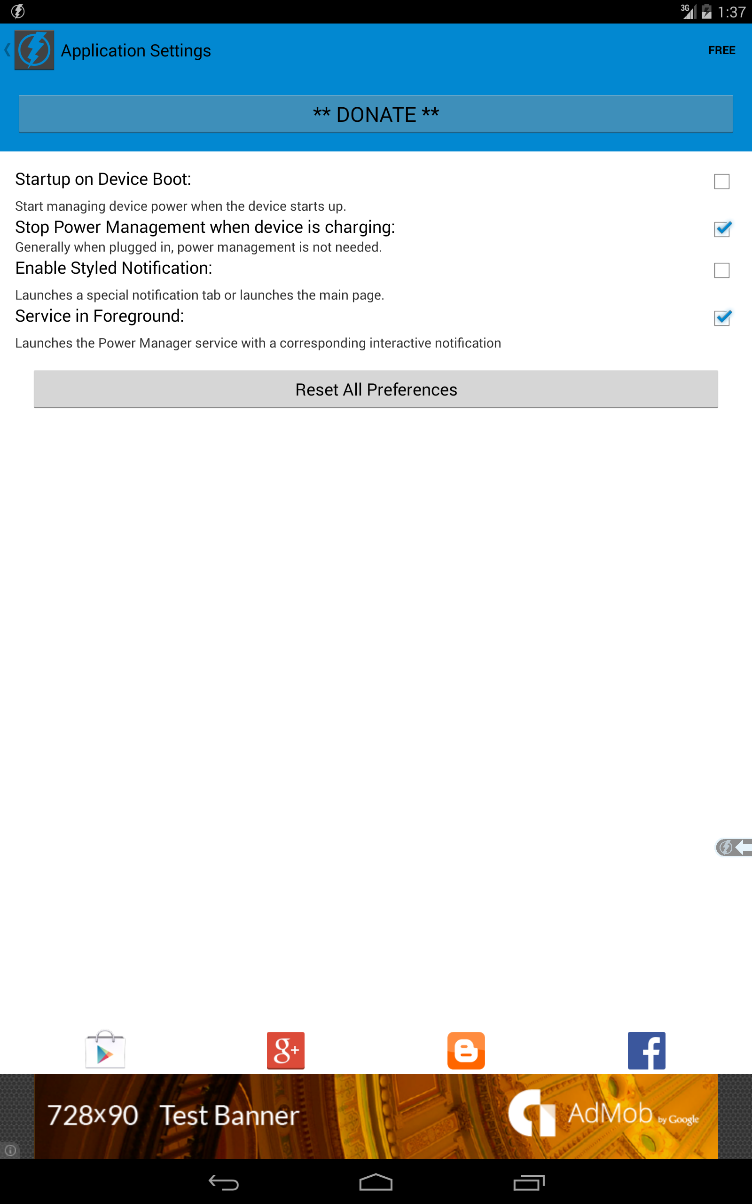 3G 1:37
Application Settings
FREE
** DONATE **
Startup on Device Boot:
Start managing device power when the device starts up.
Stop Power Management when device is charging:
Generally when plugged in, power management is not needed.
Enable Styled Notification:
Launches a special notification tab or launches the main page.
Service in Foreground:
Launches the Power Manager service with a corresponding interactive notification
Reset All Preferences
g+
728x90 Test Banner
AdMob by Google